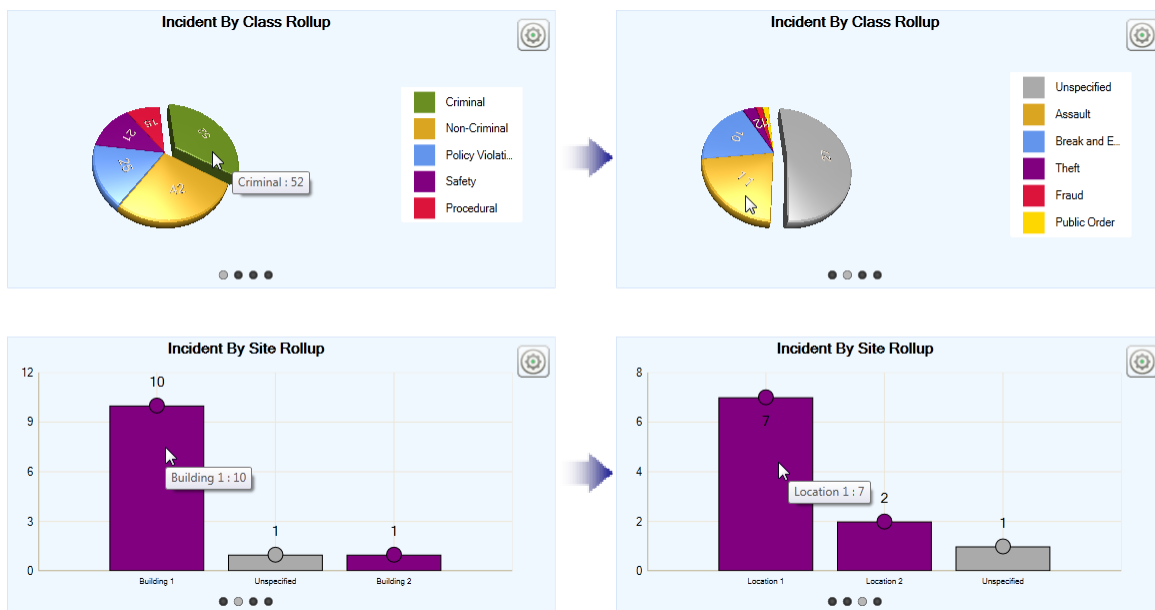 Incident By Class Rollup
Criminal
Non-Criminal
Policy Violati...
Safety
Procedural
Criminal : 52
21
Incident By Class Rollup
Unspecified
Assault
Break and E...
Theft
Fraud
Public Order
10
Incident By Site Rollup
12
9
6
3
0
10
1
1
Building 1 : 10
Building 1
Unspecified
Building 2
Incident By Site Rollup
8
6
4
2
0
7
2
1
Location 1 : 7
Location 1
Location 2
Unspecified